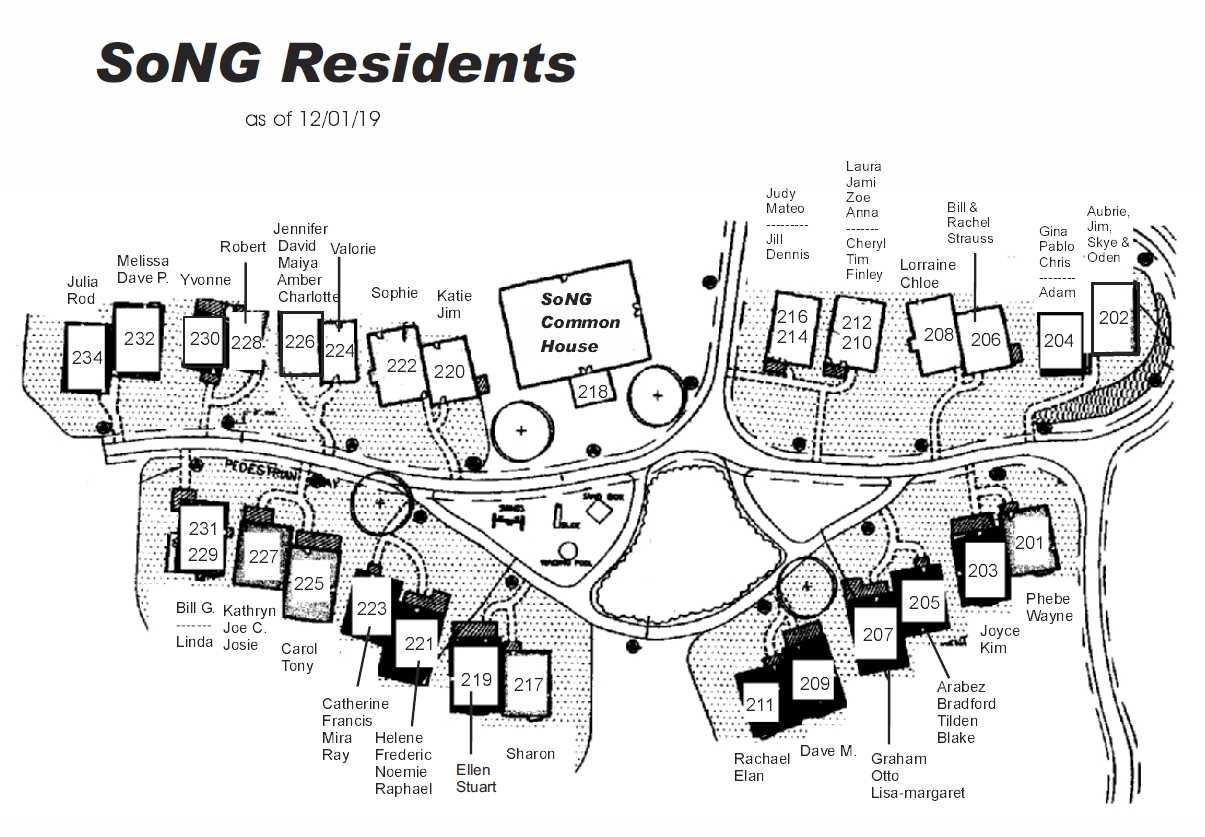 SoNG Residents
as of 12/01/19
Julia
Rod
Melissa
Dave P.
Yvonne
Robert
Jennifer
David
Maiya
Amber
Charlotte
Valorie
Sophie
Katie
Jim
Judy
Mateo
---------
Jill
Dennis
Laura
Jami
Zoe
Anna
-------
Cheryl
Tim
Finley
Lorraine
Chloe
Bill &
Rachel
Strauss
Gina
Pablo
Chris
--------
Adam
Aubrie,
Jim,
Skye &
Oden
234
232
230
228
226
224
222
220
SoNG
Common
House
218
216
214
212
210
208
206
204
202
PEDESTRIAN WAY
SAND BOX
231
229
227
225
223
221
219
217
211
209
207
205
203
201
Bill G.
-------
Linda
Kathryn
Joe C.
Josie
Carol
Tony
Catherine
Francis
Mira
Ray
Helene
Frederic
Noemie
Raphael
Ellen
Stuart
Sharon
Rachael
Elan
Dave M.
Graham
Otto
Lisa-margaret
Arabez
Bradford
Tilden
Blake
Joyce
Kim
Phebe
Wayne